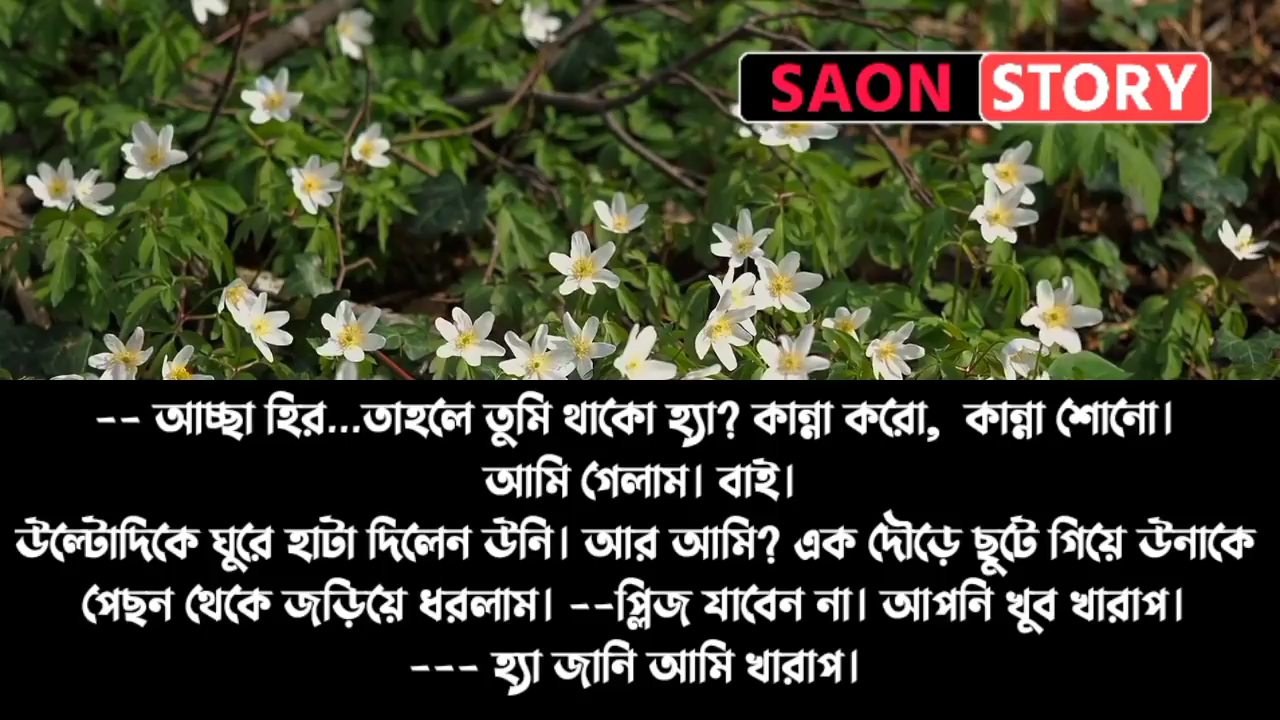 SAON STORY
-- আচ্ছা হির...তাহলে তুমি থাকো হ্যা? কান্না করো, কান্না শোনো।
আমি গেলাম। বাই।
উল্টোদিকে ঘুরে হাটা দিলেন উনি। আর আমি? এক দৌড়ে ছুটে গিয়ে উনাকে
পেছন থেকে জড়িয়ে ধরলাম। --প্লিজ যাবেন না। আপনি খুব খারাপ।
--- হ্যা জানি আমি খারাপ।